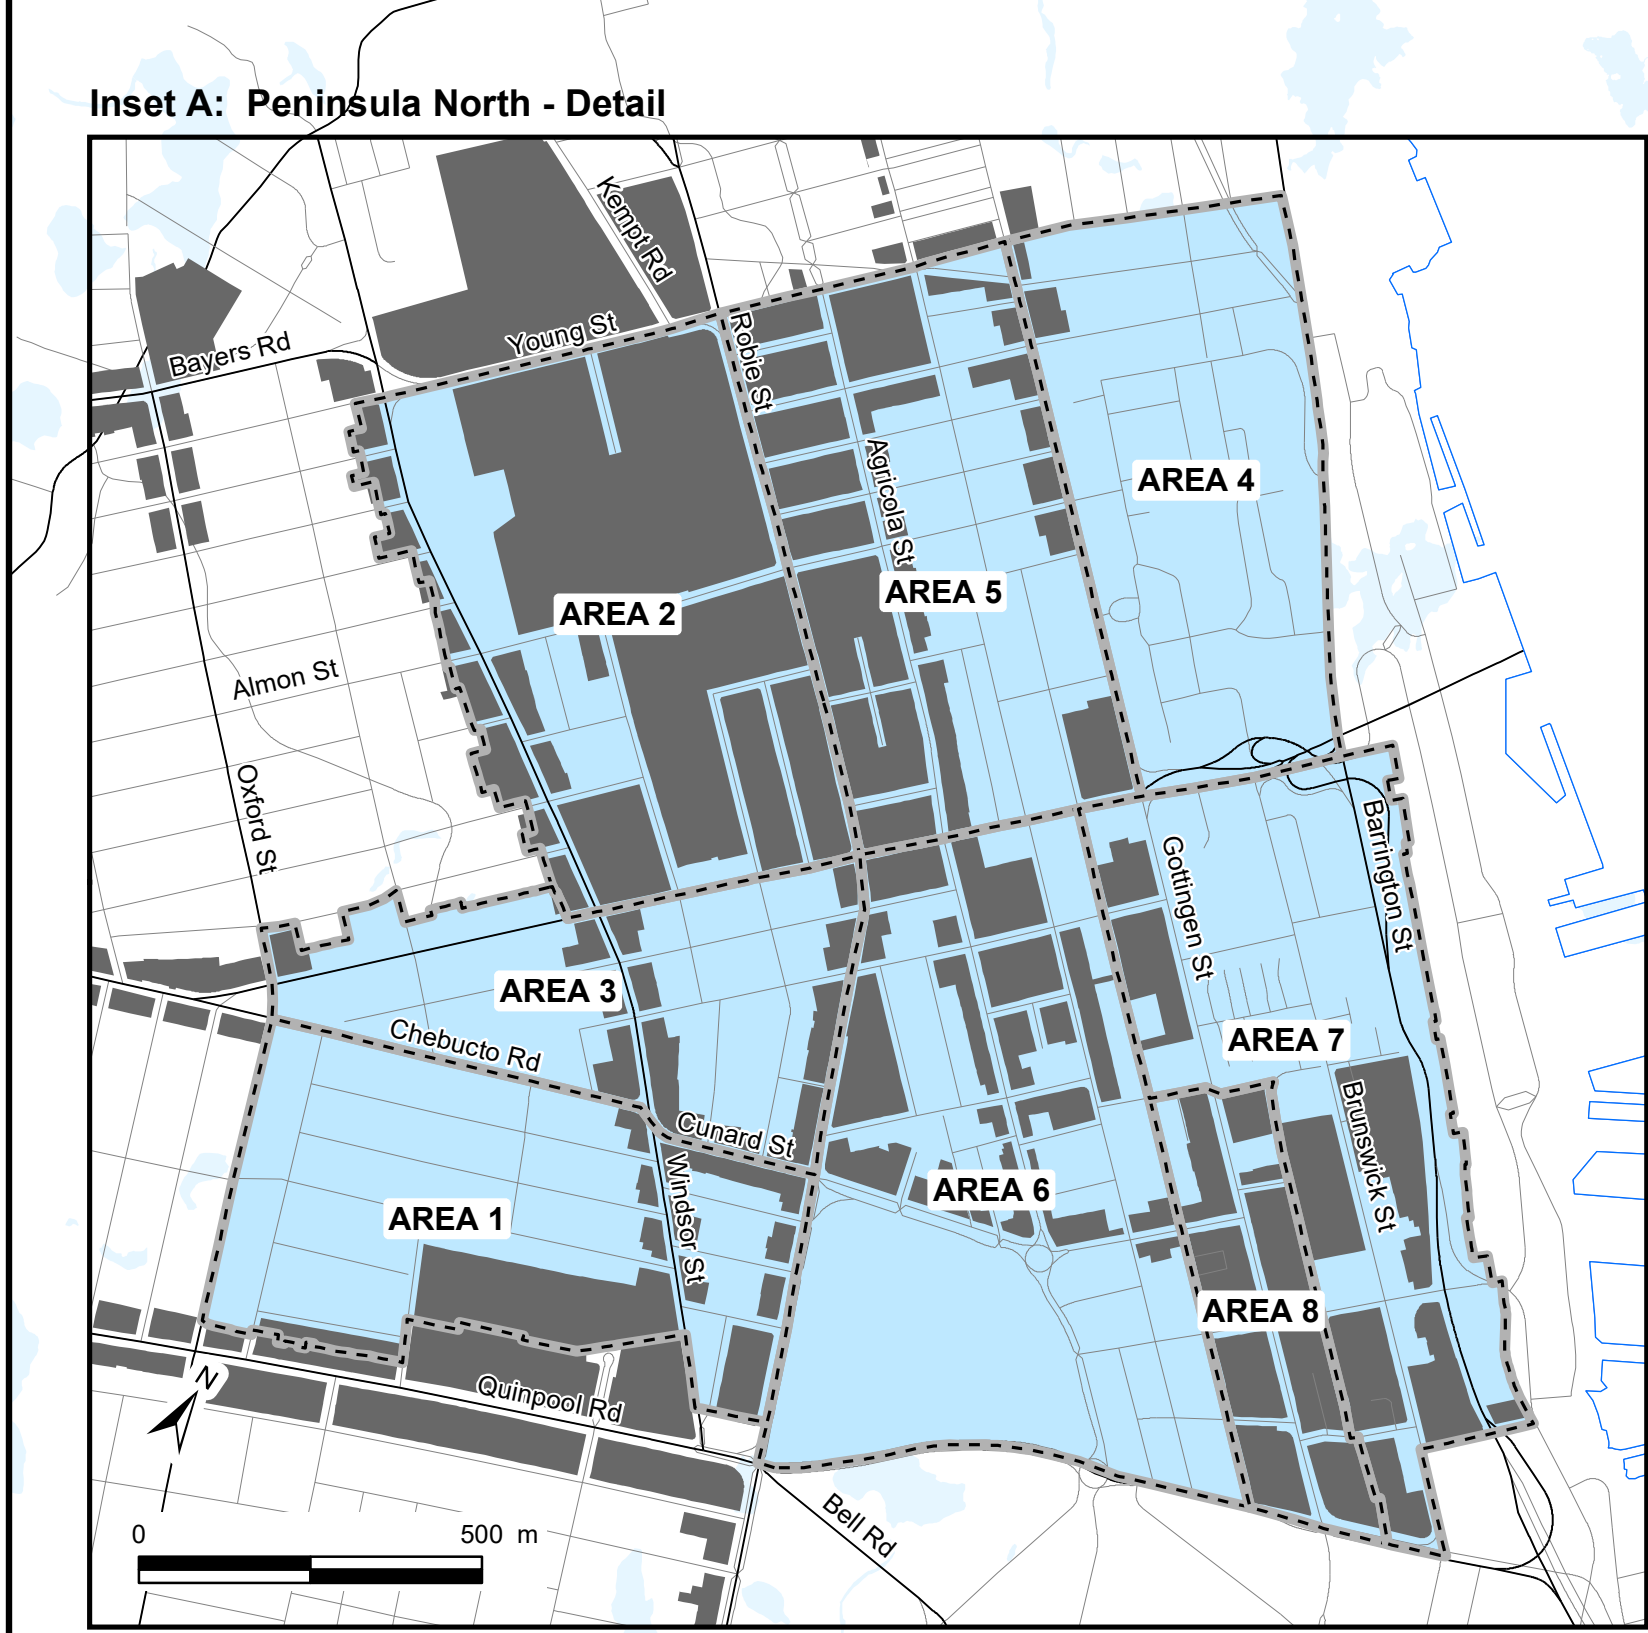 Inset A:  Peninsula North - Detail
Kempt Rd
Young St
Robie St
Bayers Rd
Agricola St
AREA 4
AREA 5
AREA 2
Almon St
Oxford St
Barrington St
Gottingen St
AREA 3
Chebucto Rd
AREA 7
Cunard St
Brunswick St
Windsor St
AREA 6
AREA 1
AREA 8
N
Quinpool Rd
Bell Rd
0 500 m